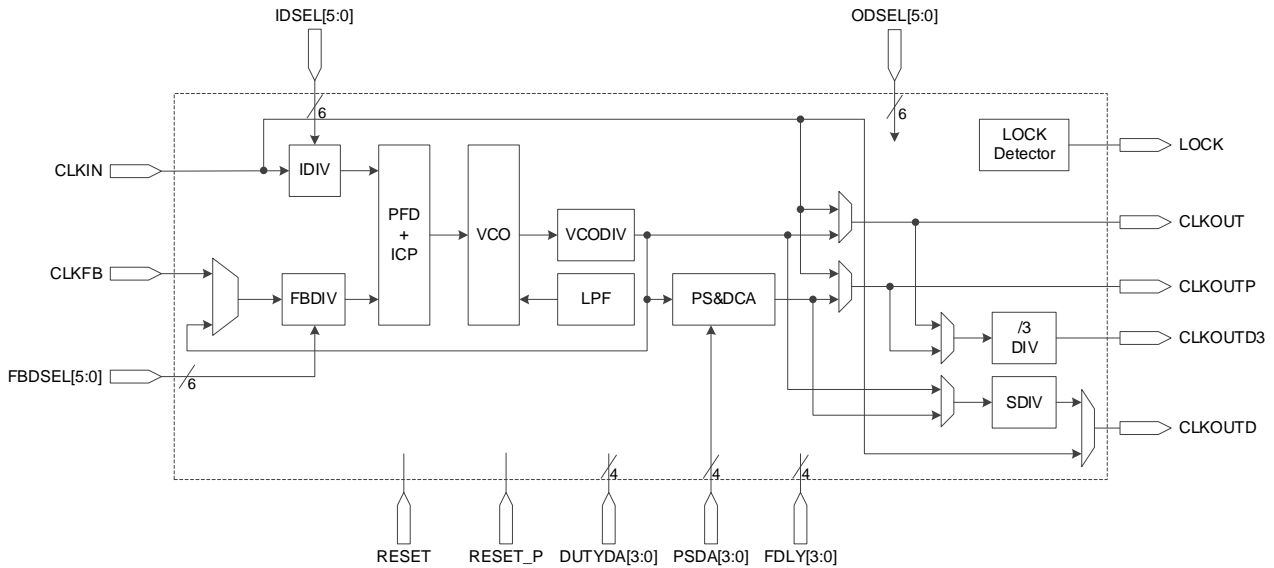 IDSEL[5:0]
ODSEL[5:0]
6
6
LOCK
Detector
LOCK
CLKIN
IDIV
PFD
+
ICP
VCO
VCODIV
CLKOUT
CLKFB
FBDIV
LPF
PS&DCA
CLKOUTP
/3
DIV
CLKOUTD3
FBDSEL[5:0]
6
SDIV
CLKOUTD
4
4
4
RESET
RESET_P
DUTYDA[3:0]
PSDA[3:0]
FDLY[3:0]